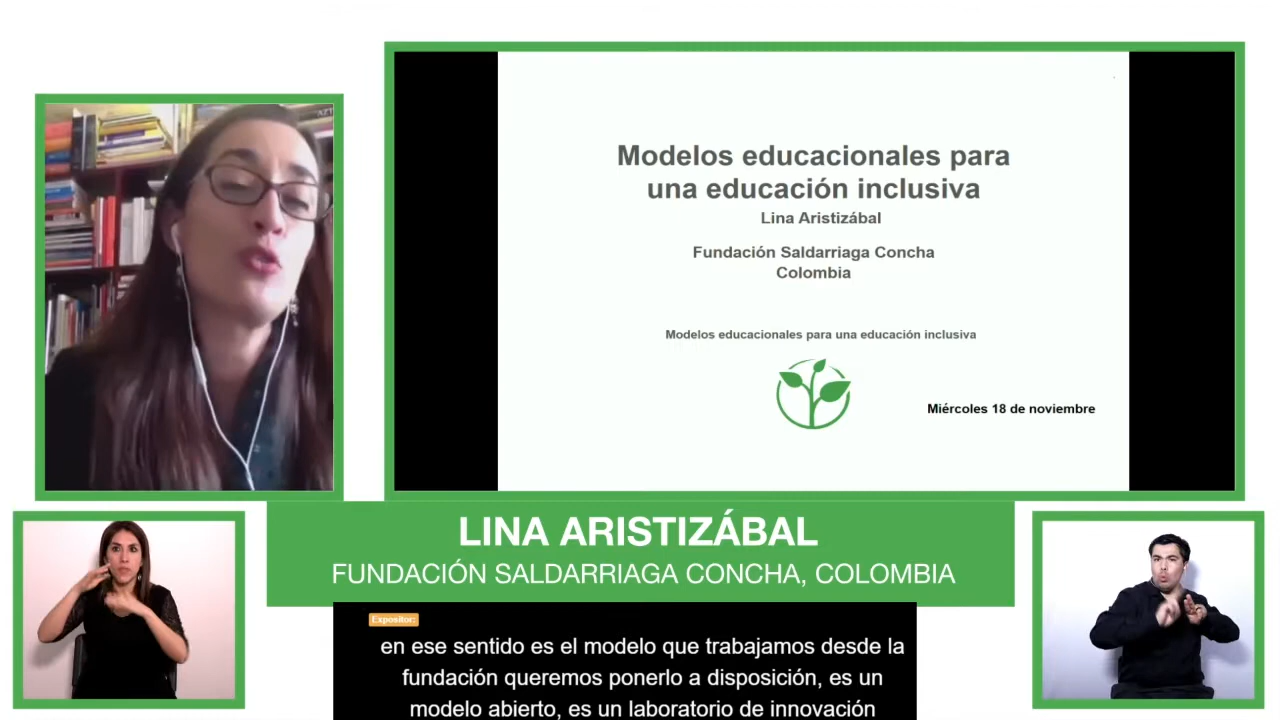 Modelos educacionales para
una educación inclusiva
Lina Aristizábal
Fundación Saldarriaga Concha
Colombia
Modelos educacionales para una educación inclusiva
Miércoles 18 de noviembre
LINA ARISTIZÁBAL
FUNDACIÓN SALDARRIAGA CONCHA, COLOMBIA
Expositor:
en ese sentido es el modelo que trabajamos desde la
fundación queremos ponerlo a disposición, es un
modelo abierto, es un laboratorio de innovación